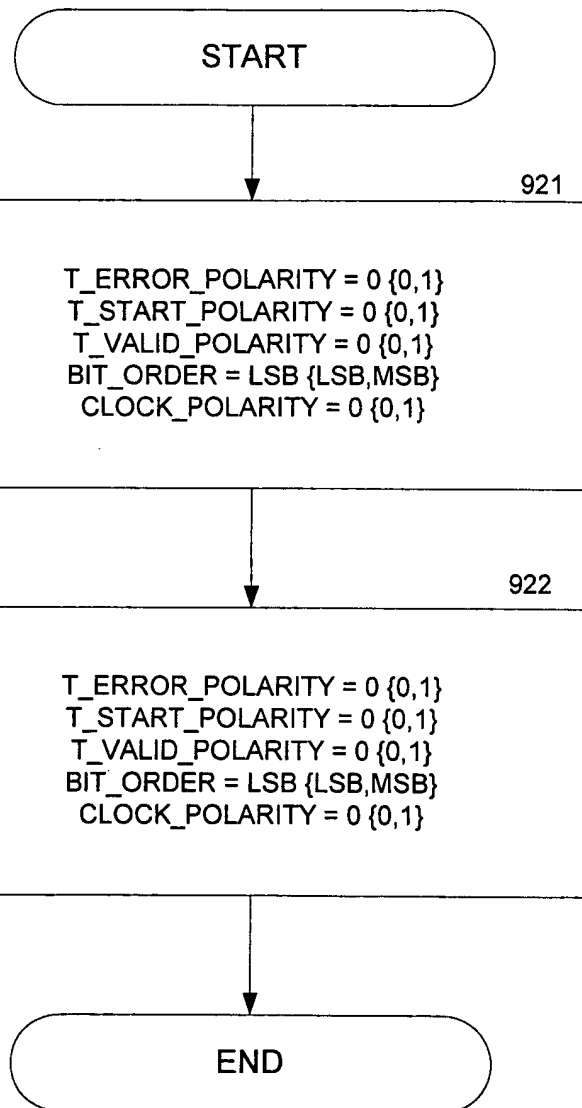 START
921
T_ERROR_POLARITY = 0 {0,1}
T_START_POLARITY = 0 {0,1}
T_VALID_POLARITY = 0 {0,1}
BIT_ORDER = LSB {LSB,MSB}
CLOCK_POLARITY = 0 {0,1}
922
T_ERROR_POLARITY = 0 {0,1}
T_START_POLARITY = 0 {0,1}
T_VALID_POLARITY = 0 {0,1}
BIT_ORDER = LSB {LSB,MSB}
CLOCK_POLARITY = 0 {0,1}
END